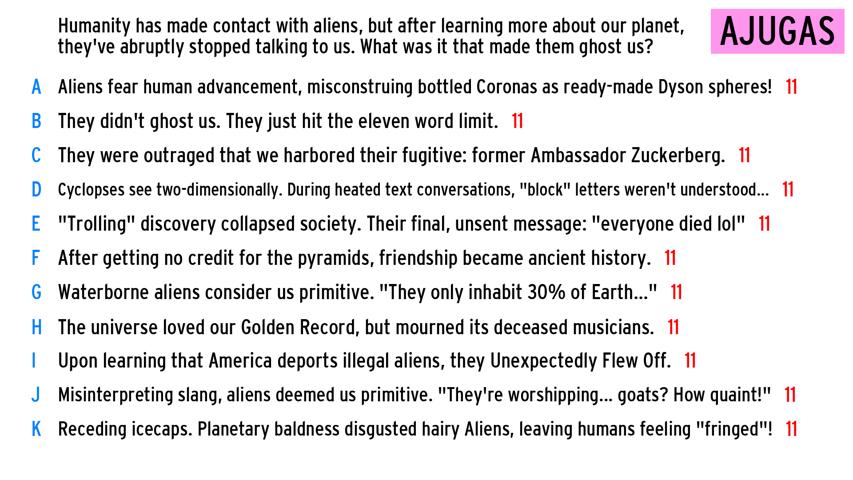 Humanity has made contact with aliens, but after learning more about our planet,
they've abruptly stopped talking to us. What was it that made them ghost us?
AJUGAS
A Aliens fear human advancement, misconstruing bottled Coronas as ready-made Dyson spheres! 11
B They didn't ghost us. They just hit the eleven word limit. 11
C They were outraged that we harbored their fugitive: former Ambassador Zuckerberg. 11
D Cyclopses see two-dimensionally. During heated text conversations, "block" letters weren't understood... 11
E "Trolling" discovery collapsed society. Their final, unsent message: "everyone died lol" 11
F After getting no credit for the pyramids, friendship became ancient history. 11
G Waterborne aliens consider us primitive. "They only inhabit 30% of Earth..." 11
H The universe loved our Golden Record, but mourned its deceased musicians. 11
I Upon learning that America deports illegal aliens, they Unexpectedly Flew Off. 11
J Misinterpreting slang, aliens deemed us primitive. "They're worshipping... goats? How quaint!" 11
K Receding icecaps. Planetary baldness disgusted hairy Aliens, leaving humans feeling "fringed"! 11